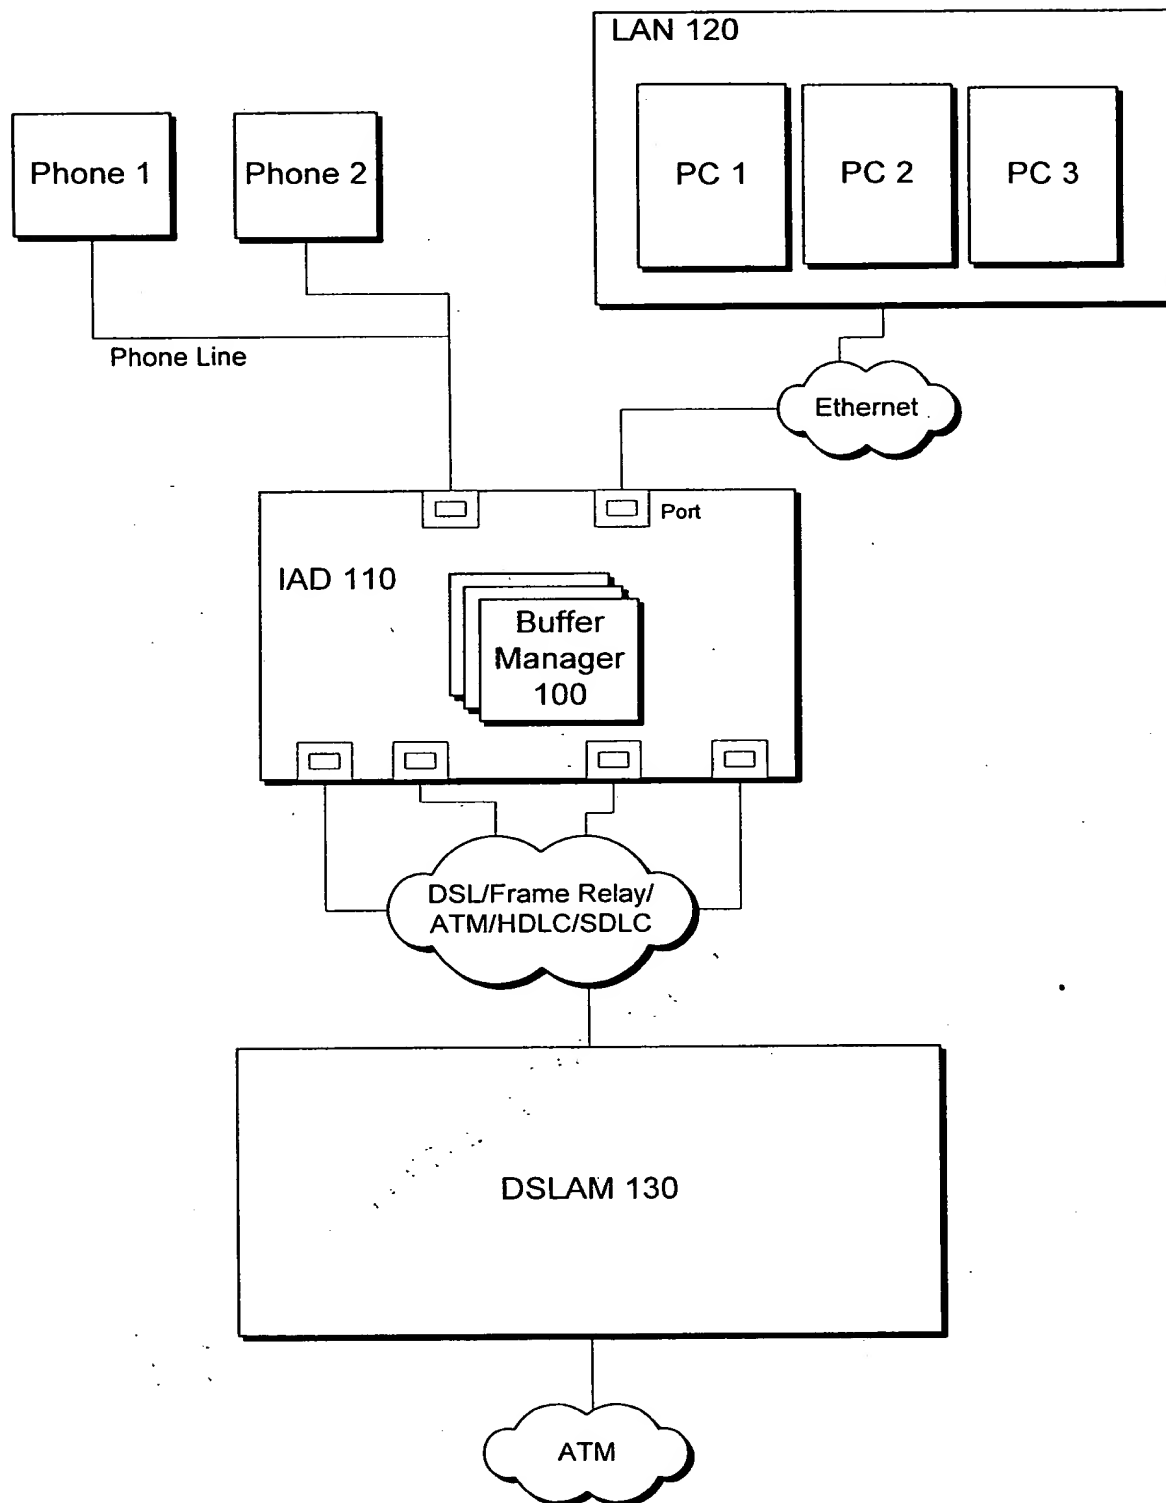 LAN 120
Phone 1
Phone 2
PC 1
PC 2
PC 3
Phone Line
Ethernet
Port
IAD 110
Buffer
Manager
100
DSL/Frame Relay/
ATM/HDLC/SDLC
DSLAM 130
ATM